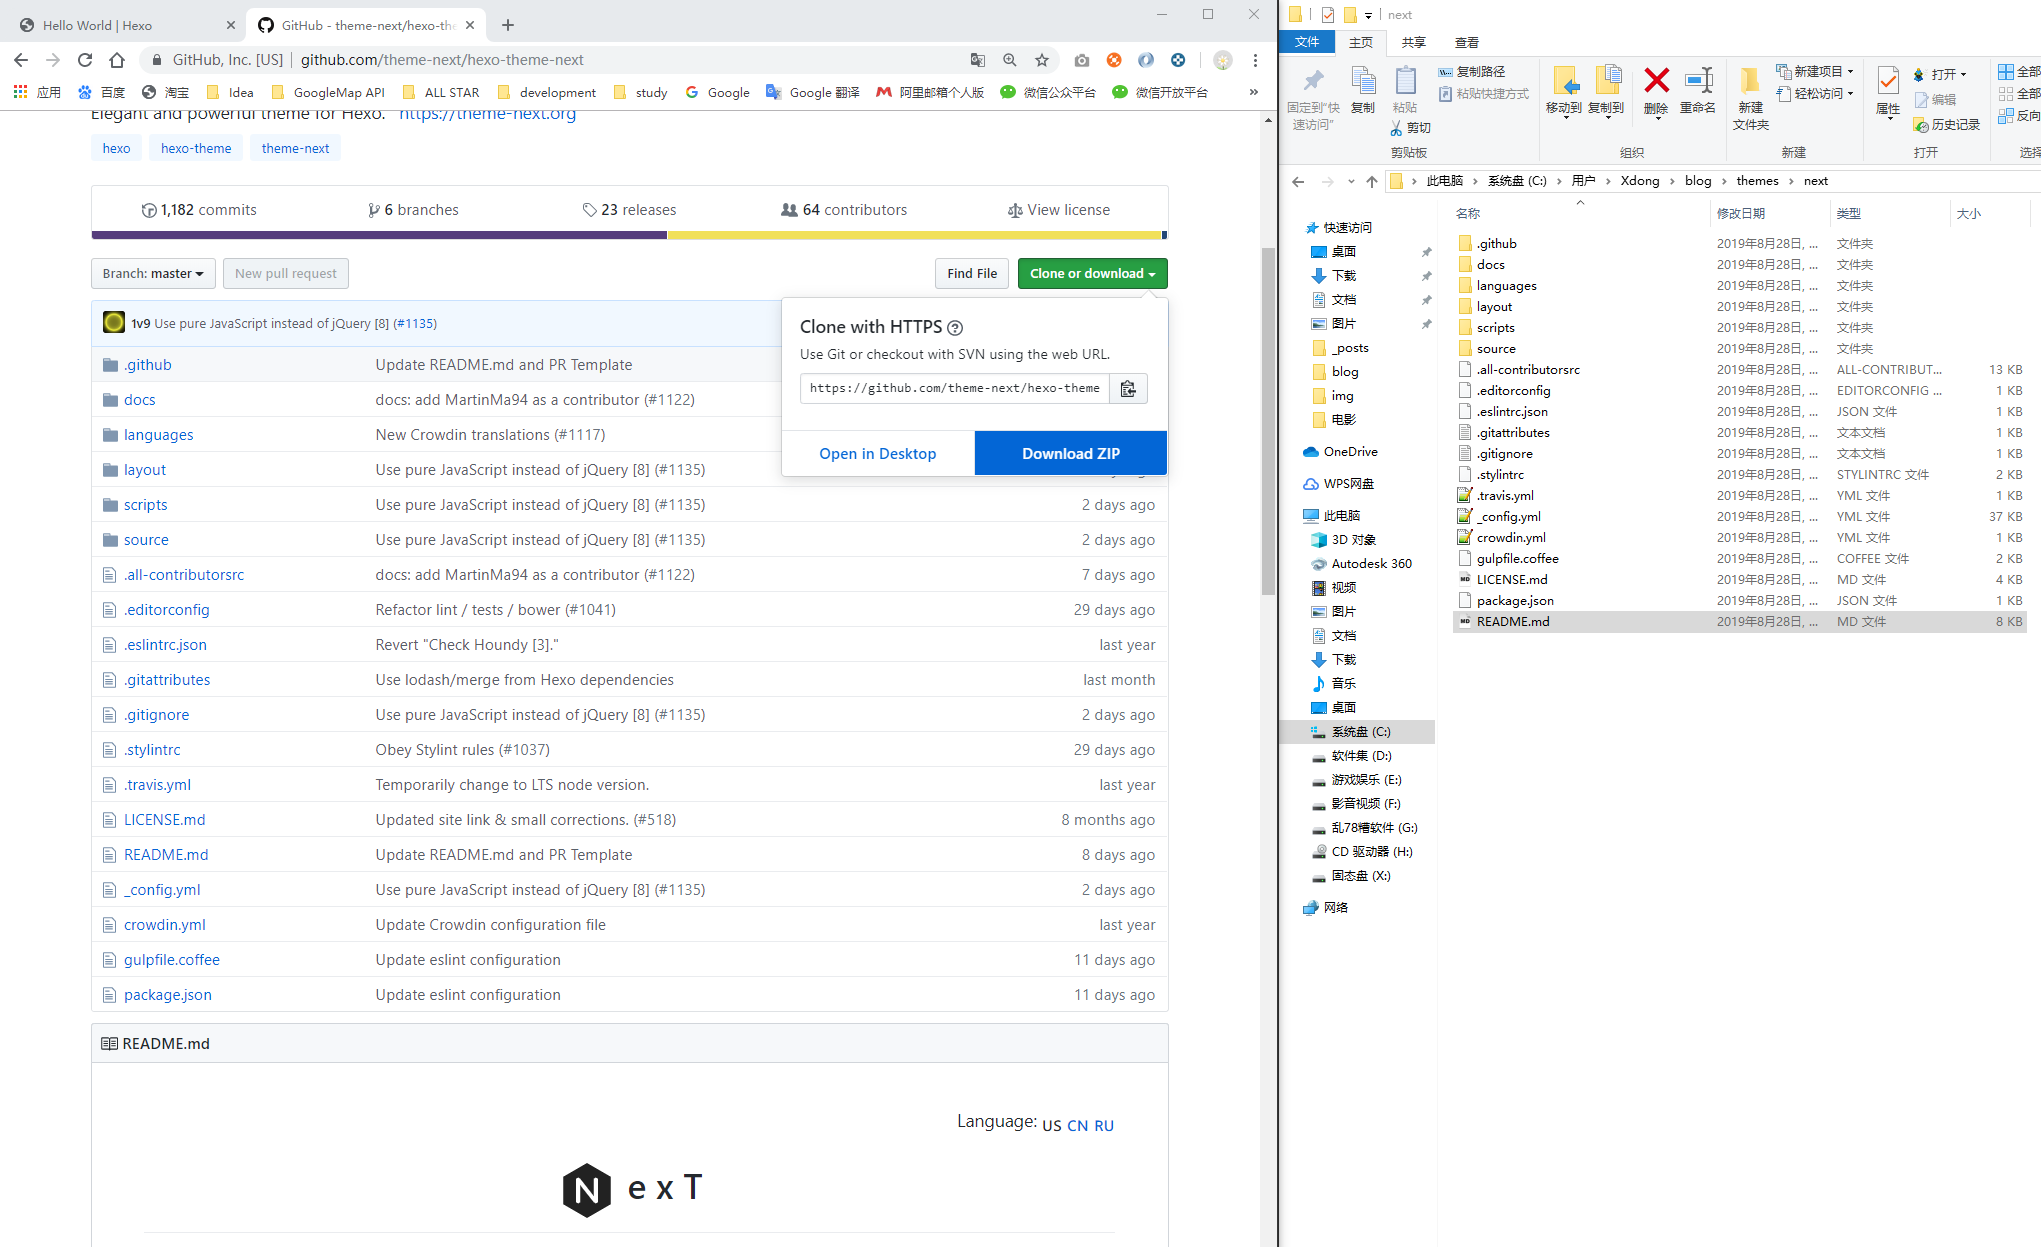 Hello World | Hexo
GitHub - theme-next/hexo-the
GitHub, Inc. [US] | github.com/theme-next/hexo-theme-next
应用 百度 淘宝 Idea GoogleMap API ALL STAR development study Google Google 翻译 阿里邮箱个人版 微信公众平台 微信开放平台 »
Elegant and powerful theme for Hexo. https://theme-next.org
hexo hexo-theme theme-next
1,182 commits 6 branches 23 releases 64 contributors View license
Branch: master New pull request Find File Clone or download
1v9 Use pure JavaScript instead of jQuery [8] (#1135)
Clone with HTTPS
Use Git or checkout with SVN using the web URL.
https://github.com/theme-next/hexo-theme
Open in Desktop Download ZIP
.github Update README.md and PR Template
docs docs: add MartinMa94 as a contributor (#1122)
languages New Crowdin translations (#1117)
layout Use pure JavaScript instead of jQuery [8] (#1135)
scripts Use pure JavaScript instead of jQuery [8] (#1135) 2 days ago
source Use pure JavaScript instead of jQuery [8] (#1135) 2 days ago
.all-contributorsrc docs: add MartinMa94 as a contributor (#1122) 7 days ago
.editorconfig Refactor lint / tests / bower (#1041) 29 days ago
.eslintrc.json Revert "Check Houndy [3]." last year
.gitattributes Use lodash/merge from Hexo dependencies last month
.gitignore Use pure JavaScript instead of jQuery [8] (#1135) 2 days ago
.stylintrc Obey Stylint rules (#1037) 29 days ago
.travis.yml Temporarily change to LTS node version. last year
LICENSE.md Updated site link & small corrections. (#518) 8 months ago
README.md Update README.md and PR Template 8 days ago
_config.yml Use pure JavaScript instead of jQuery [8] (#1135) 2 days ago
crowdin.yml Update Crowdin configuration file last year
gulpfile.coffee Update eslint configuration 11 days ago
package.json Update eslint configuration 11 days ago
README.md
Language: US CN RU
N e x T
next
文件 主页 共享 查看
固定到"快速访问" 复制 粘贴 复制路径 粘贴快捷方式 剪切
移动到 复制到 删除 重命名
新建文件夹 新建项目 轻松访问
属性 打开 编辑 历史记录
全部 全部 反向
剪贴板 组织 新建 打开 选择
此电脑 › 系统盘 (C:) › 用户 › Xdong › blog › themes › next
快速访问
桌面
下载
文档
图片
_posts
blog
img
电影
OneDrive
WPS网盘
此电脑
3D 对象
Autodesk 360
视频
图片
文档
下载
音乐
桌面
系统盘 (C:)
软件集 (D:)
游戏娱乐 (E:)
影音视频 (F:)
乱78糟软件 (G:)
CD 驱动器 (H:)
固态盘 (X:)
网络
名称 修改日期 类型 大小
.github 2019年8月28日, ... 文件夹
docs 2019年8月28日, ... 文件夹
languages 2019年8月28日, ... 文件夹
layout 2019年8月28日, ... 文件夹
scripts 2019年8月28日, ... 文件夹
source 2019年8月28日, ... 文件夹
.all-contributorsrc 2019年8月28日, ... ALL-CONTRIBUT... 13 KB
.editorconfig 2019年8月28日, ... EDITORCONFIG ... 1 KB
.eslintrc.json 2019年8月28日, ... JSON 文件 1 KB
.gitattributes 2019年8月28日, ... 文本文档 1 KB
.gitignore 2019年8月28日, ... 文本文档 1 KB
.stylintrc 2019年8月28日, ... STYLINTRC 文件 2 KB
.travis.yml 2019年8月28日, ... YML 文件 1 KB
_config.yml 2019年8月28日, ... YML 文件 37 KB
crowdin.yml 2019年8月28日, ... YML 文件 1 KB
gulpfile.coffee 2019年8月28日, ... COFFEE 文件 2 KB
LICENSE.md 2019年8月28日, ... MD 文件 4 KB
package.json 2019年8月28日, ... JSON 文件 1 KB
README.md 2019年8月28日, ... MD 文件 8 KB